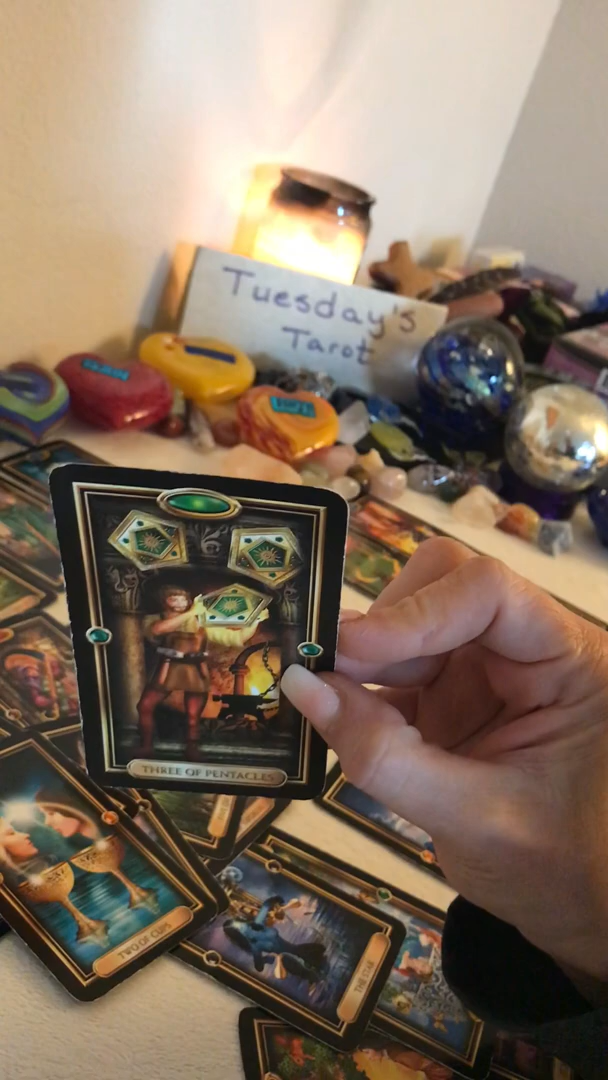 Tuesday's
Tarot
THREE OF PENTACLES
TWO OF CUPS
THE STAR